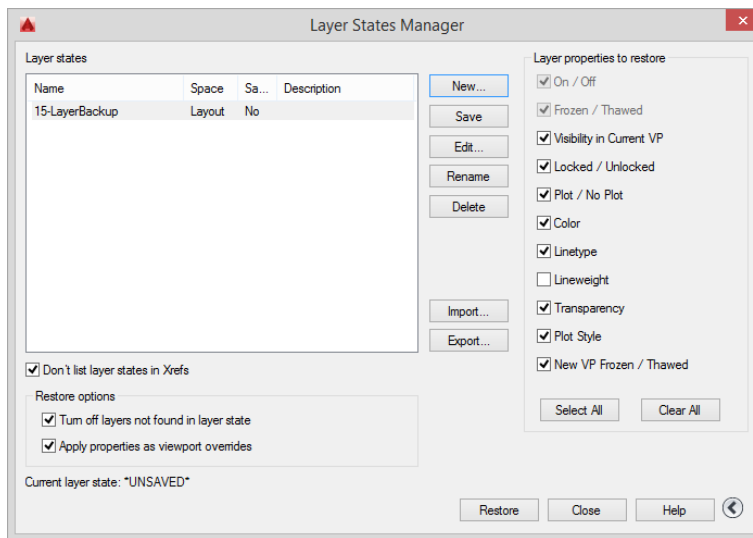 Layer States Manager
Layer states
Name Space Sa... Description
15-LayerBackup Layout No
New...
Save
Edit...
Rename
Delete
Import...
Export...
Don't list layer states in Xrefs
Restore options
Turn off layers not found in layer state
Apply properties as viewport overrides
Current layer state: *UNSAVED*
Layer properties to restore
On / Off
Frozen / Thawed
Visibility in Current VP
Locked / Unlocked
Plot / No Plot
Color
Linetype
Lineweight
Transparency
Plot Style
New VP Frozen / Thawed
Select All Clear All
Restore Close Help